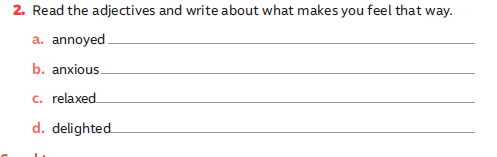 2. Read the adjectives and write about what makes you feel that way.
a. annoyed
b. anxious
c. relaxed
d. delighted